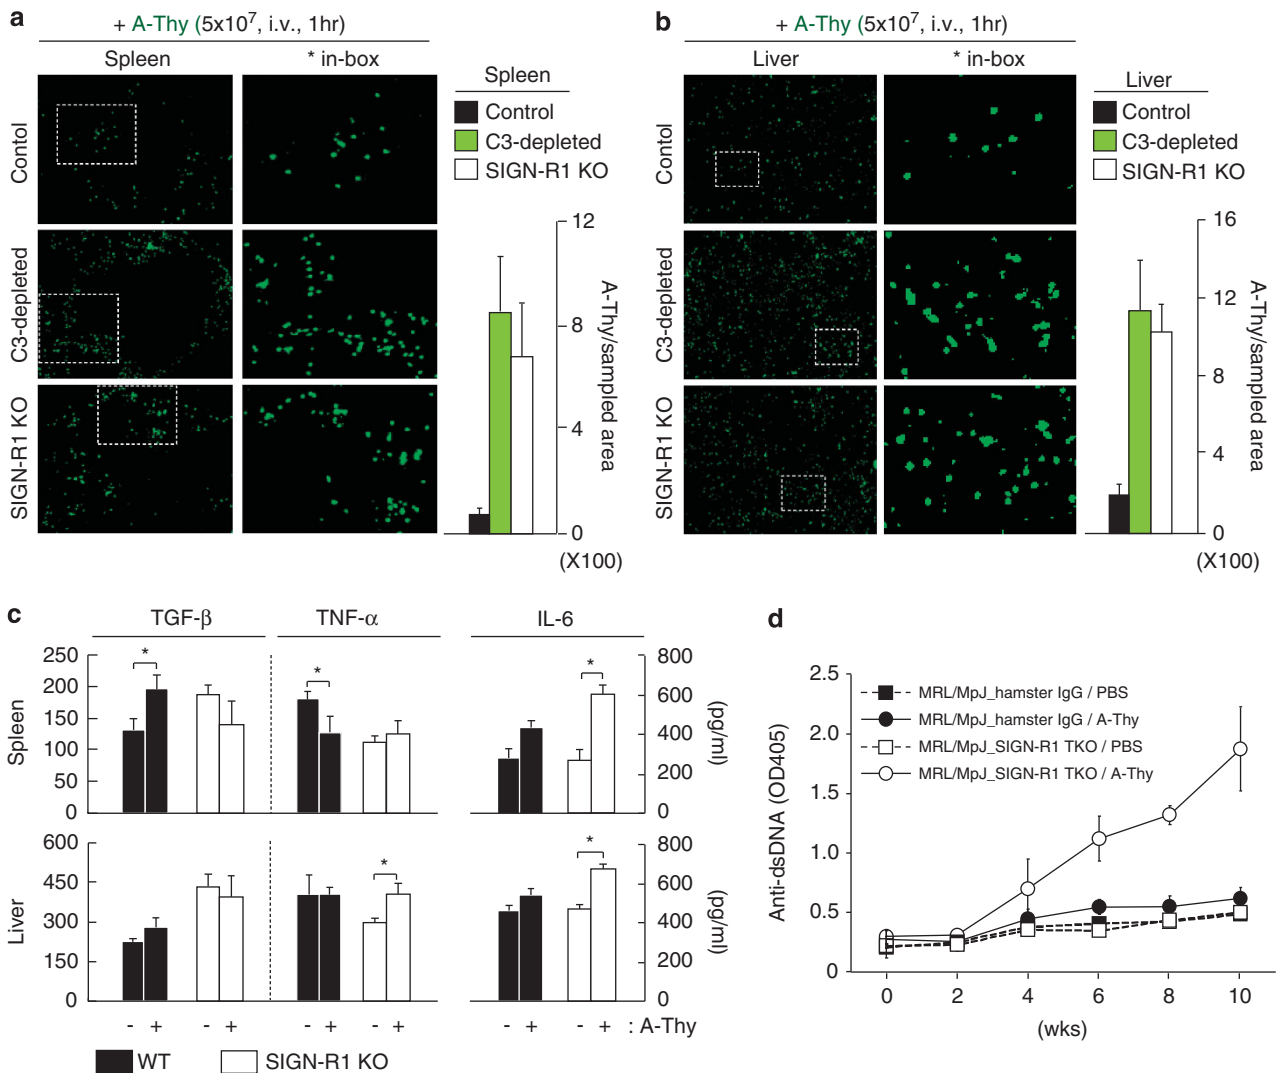 a
+ A-Thy (5x10⁷, i.v., 1hr)
Spleen
* in-box
Contol
C3-depleted
SIGN-R1 KO
Spleen
Control
C3-depleted
SIGN-R1 KO
12
8
4
0
A-Thy/sampled area
(X100)
b
+ A-Thy (5x10⁷, i.v., 1hr)
Liver
* in-box
Control
C3-depleted
SIGN-R1 KO
Liver
Control
C3-depleted
SIGN-R1 KO
16
12
8
4
0
A-Thy/sampled area
(X100)
c
TGF-β
TNF-α
IL-6
Spleen
250
200
150
100
50
0
*
*
*
800
600
400
200
0
(pg/ml)
Liver
600
450
300
150
0
*
*
800
600
400
200
0
(pg/ml)
- + - + - + - + - + - + : A-Thy
WT
SIGN-R1 KO
d
2.5
2.0
1.5
1.0
0.5
0
Anti-dsDNA (OD405)
MRL/MpJ_hamster IgG / PBS
MRL/MpJ_hamster IgG / A-Thy
MRL/MpJ_SIGN-R1 TKO / PBS
MRL/MpJ_SIGN-R1 TKO / A-Thy
0 2 4 6 8 10
(wks)